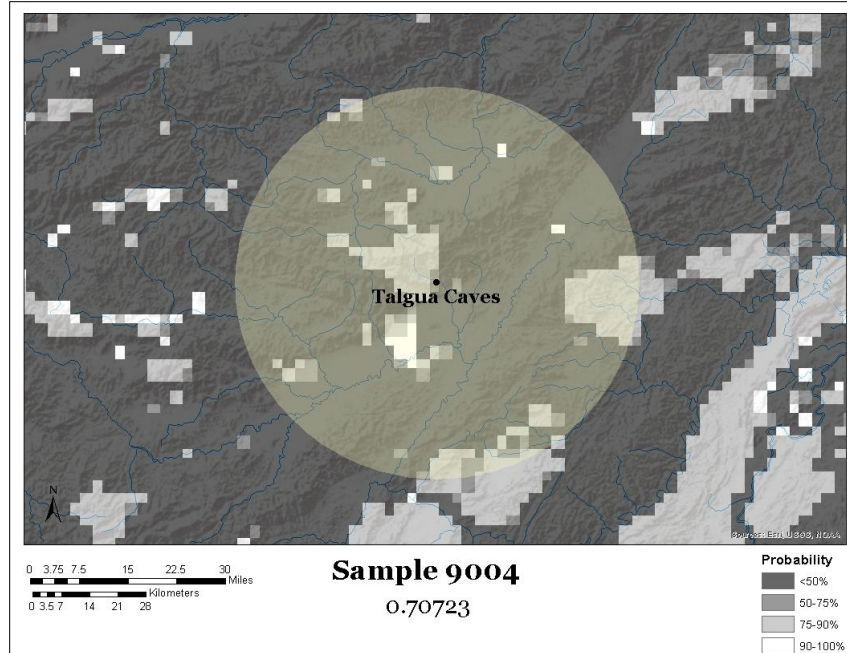 Talgua Caves
N
Sources: Esri, USGS, NOAA
0 3.75 7.5 15 22.5 30
Miles
Kilometers
0 3.5 7 14 21 28
Sample 9004
0.70723
Probability
<50%
50-75%
75-90%
90-100%